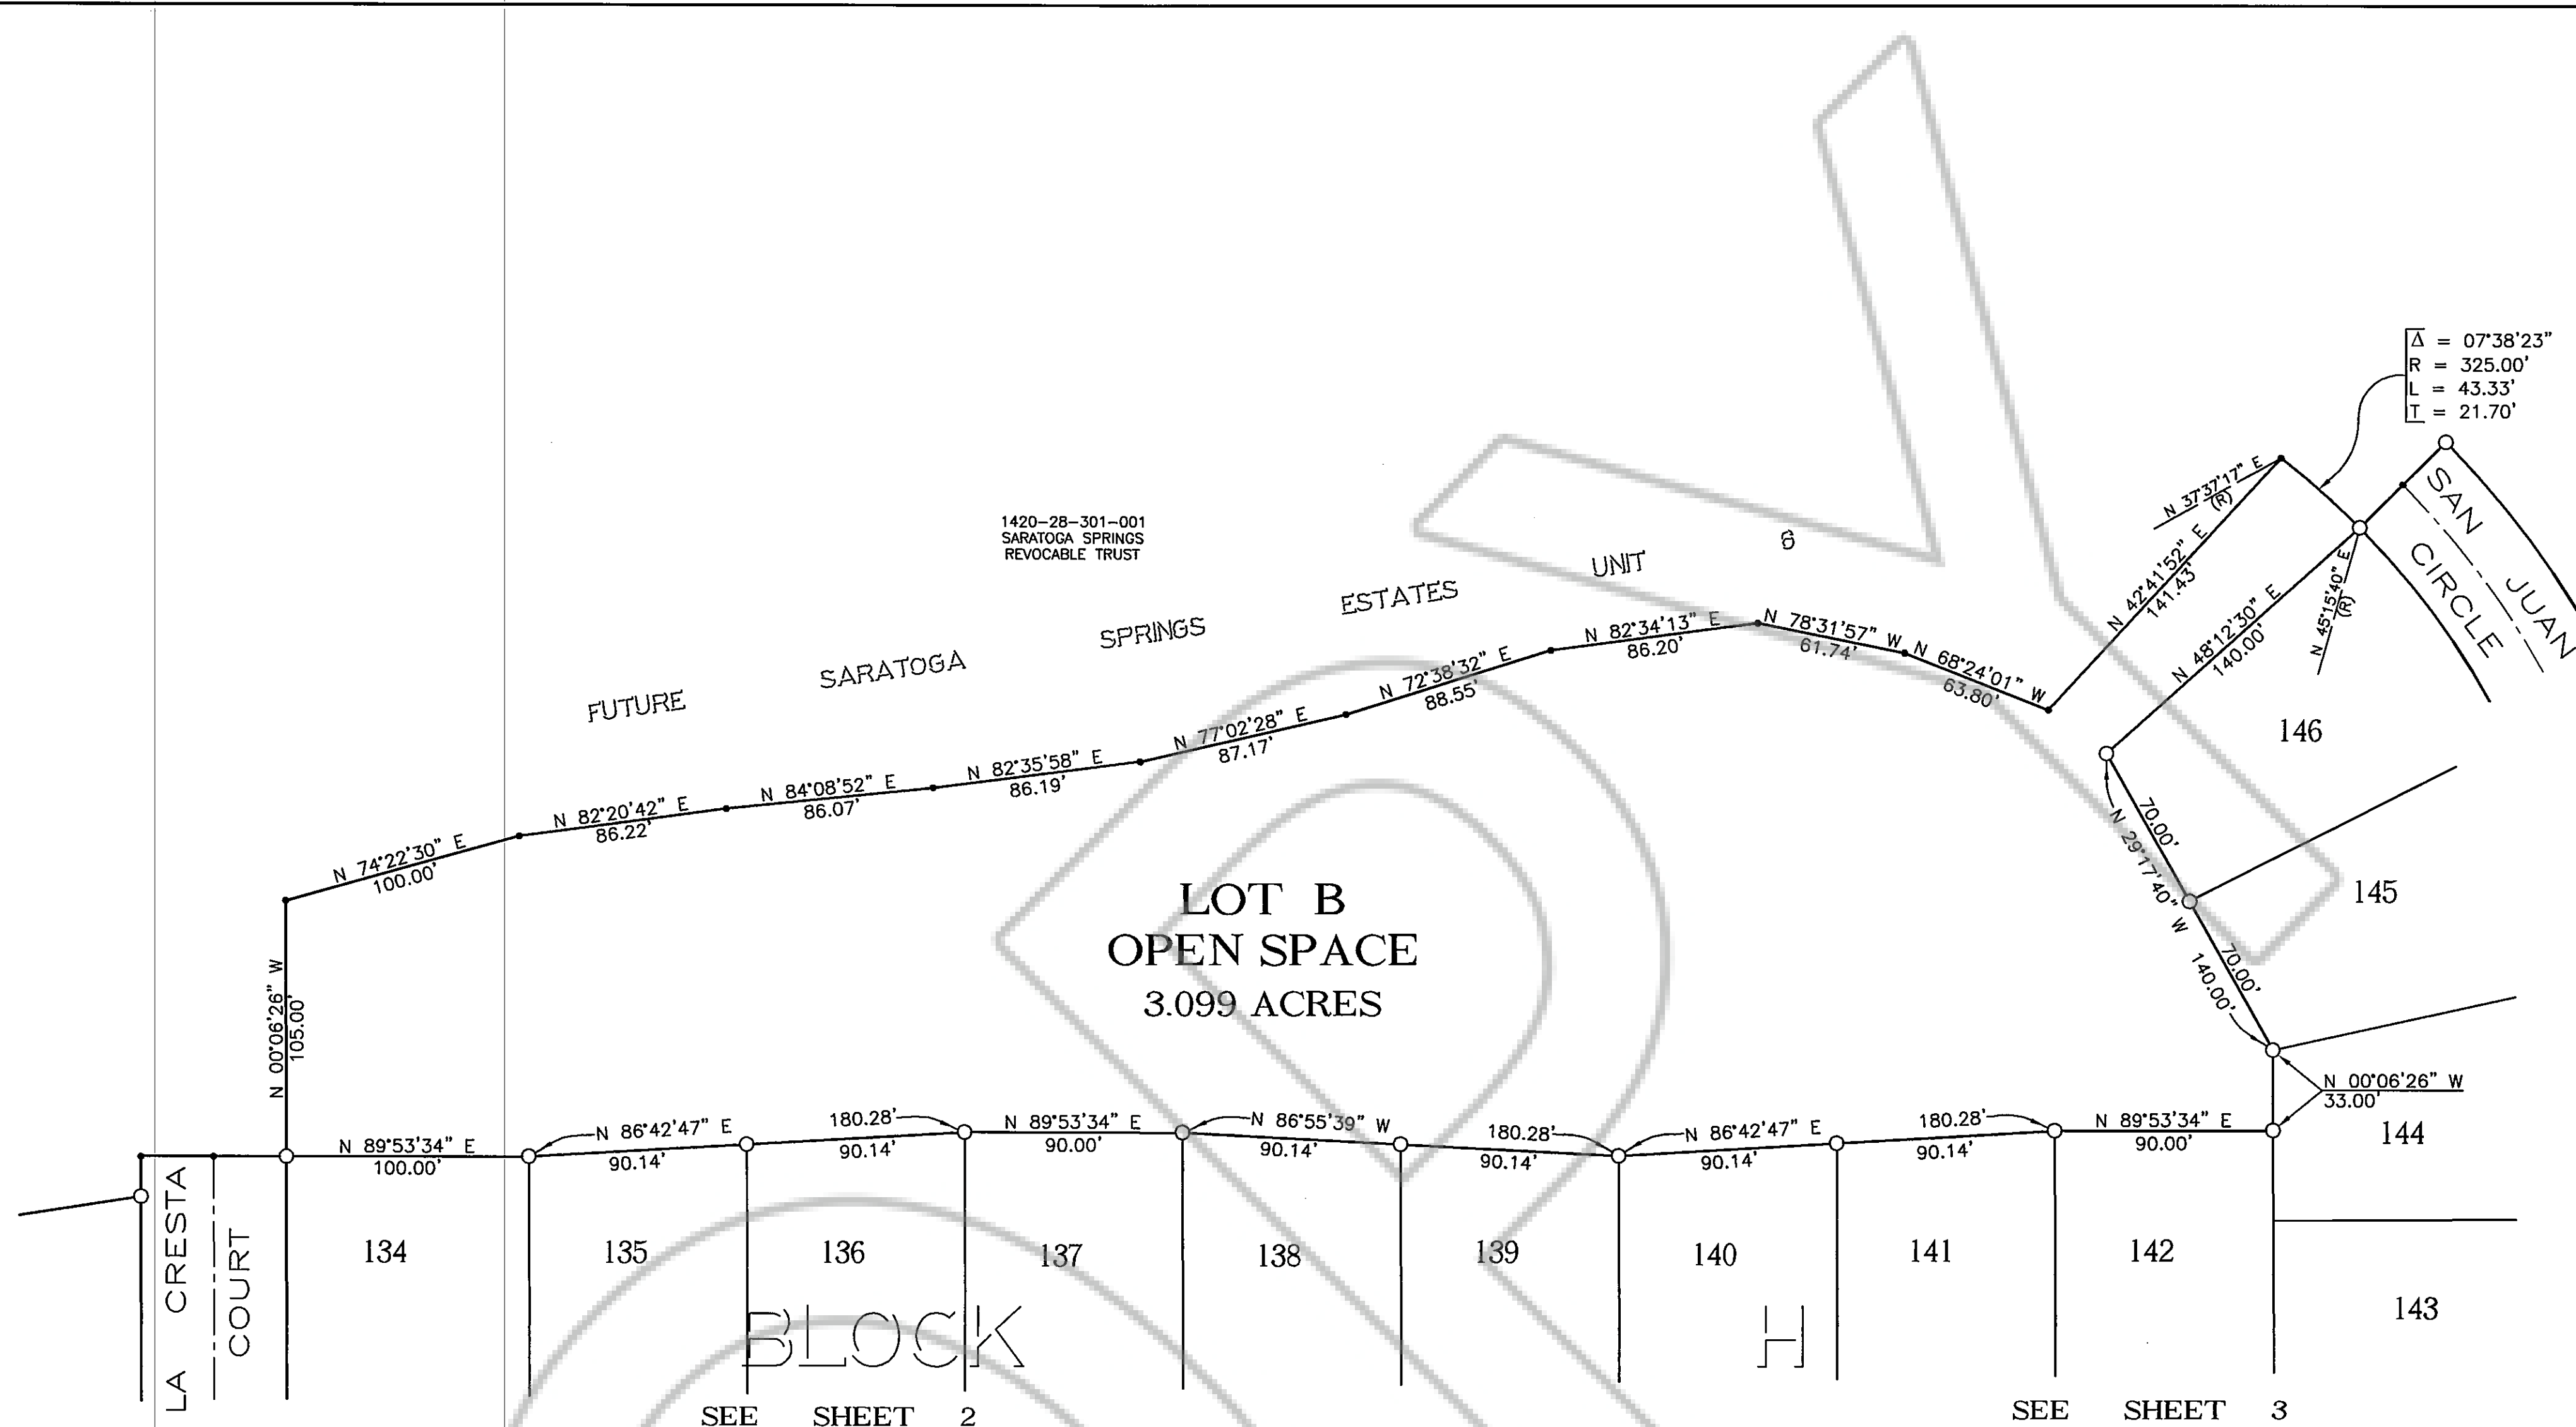 Δ = 07°38'23"
R = 325.00'
L = 43.33'
T = 21.70'
N 37°37'17" E
(R)
SAN JUAN
CIRCLE
1420-28-301-001
SARATOGA SPRINGS
REVOCABLE TRUST
FUTURE SARATOGA SPRINGS ESTATES UNIT 6
N 42°41'52" E
141.43'
N 48°12'30" E
140.00'
N 45°15'40" E
(R)
N 74°22'30" E
100.00'
N 82°20'42" E
86.22'
N 84°08'52" E
86.07'
N 82°35'58" E
86.19'
N 77°02'28" E
87.17'
N 72°38'32" E
88.55'
N 82°34'13" E
86.20'
N 78°31'57" W
61.74'
N 68°24'01" W
63.80'
146
70.00'
N 29°17'40" W
145
70.00'
140.00'
LOT B
OPEN SPACE
3.099 ACRES
N 00°06'26" W
105.00'
N 00°06'26" W
33.00'
N 89°53'34" E
100.00'
N 86°42'47" E
90.14'
180.28'
90.14'
N 89°53'34" E
90.00'
N 86°55'39" W
90.14'
180.28'
90.14'
N 86°42'47" E
90.14'
180.28'
90.14'
N 89°53'34" E
90.00'
144
LA CRESTA
COURT
134
135
136
137
138
139
140
141
142
143
BLOCK H
SEE SHEET 2
SEE SHEET 3